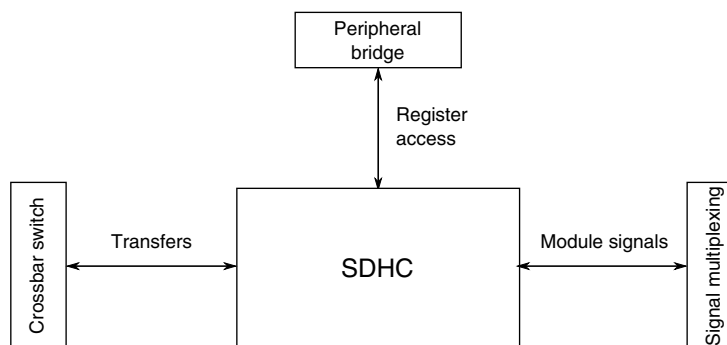 Peripheral
bridge
Register
access
Crossbar switch
Transfers
SDHC
Module signals
Signal multiplexing